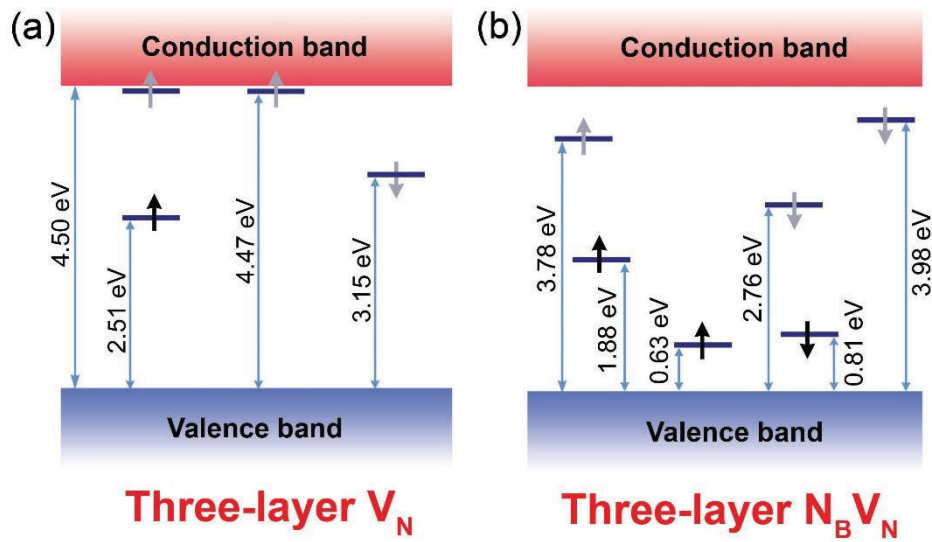 (a)
Conduction band
4.50 eV
2.51 eV
4.47 eV
3.15 eV
Valence band
Three-layer V_N
(b)
Conduction band
3.78 eV
1.88 eV
0.63 eV
2.76 eV
0.81 eV
3.98 eV
Valence band
Three-layer N_BV_N